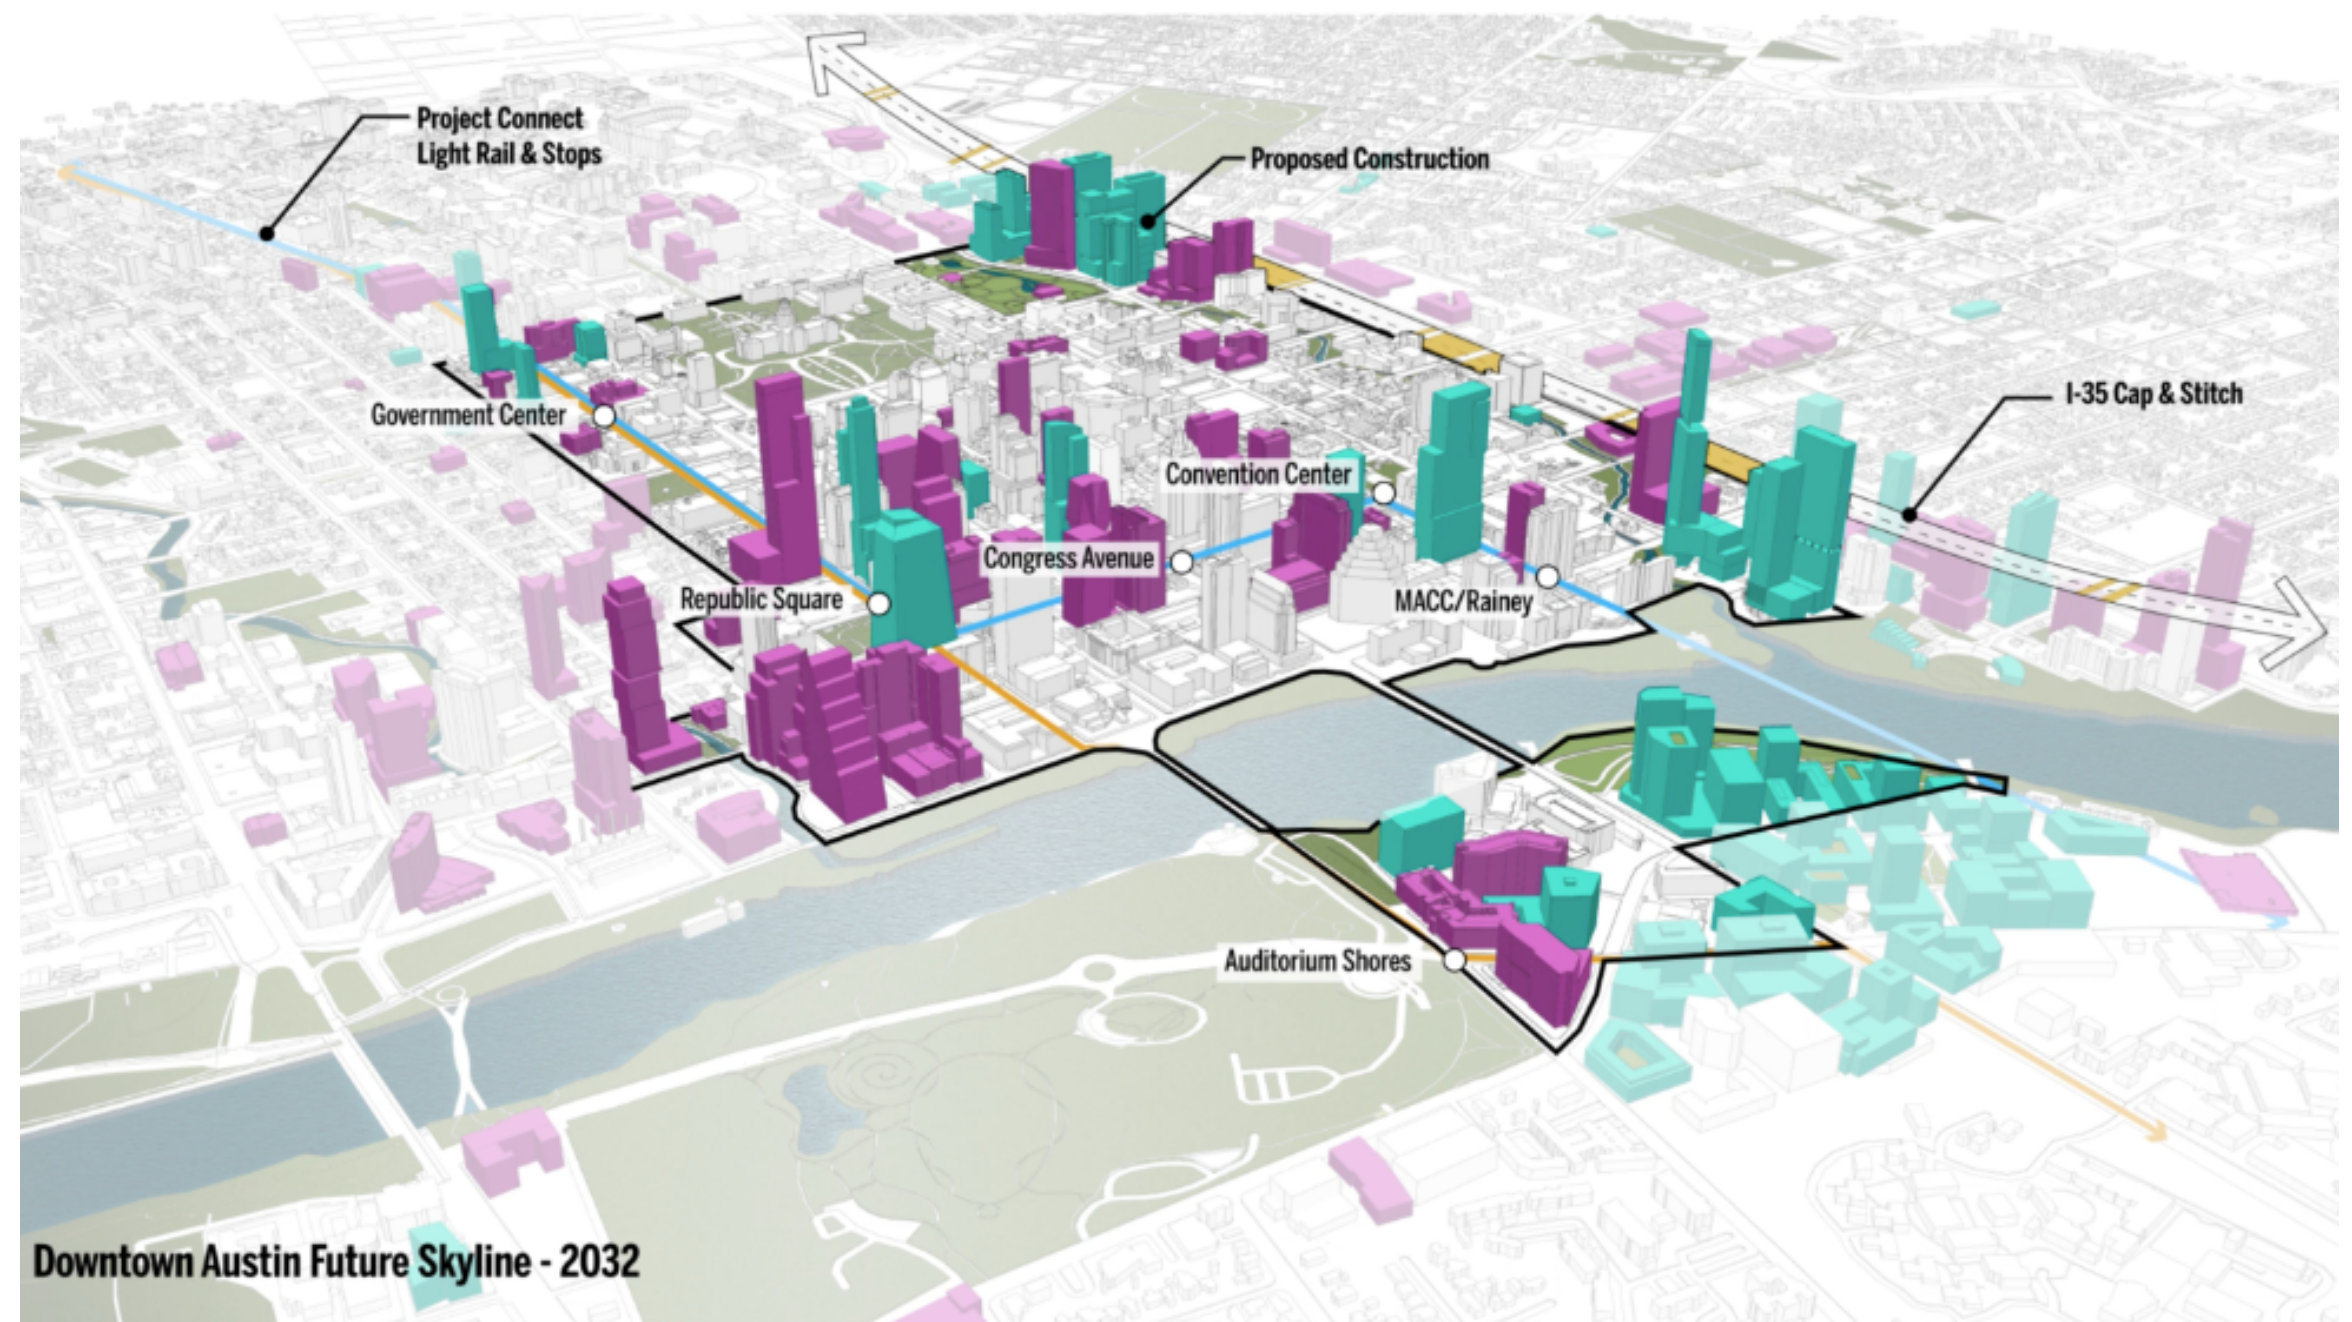 Project Connect
Light Rail & Stops
Proposed Construction
I-35 Cap & Stitch
Government Center
Convention Center
Congress Avenue
Republic Square
MACC/Rainey
Auditorium Shores
Downtown Austin Future Skyline - 2032